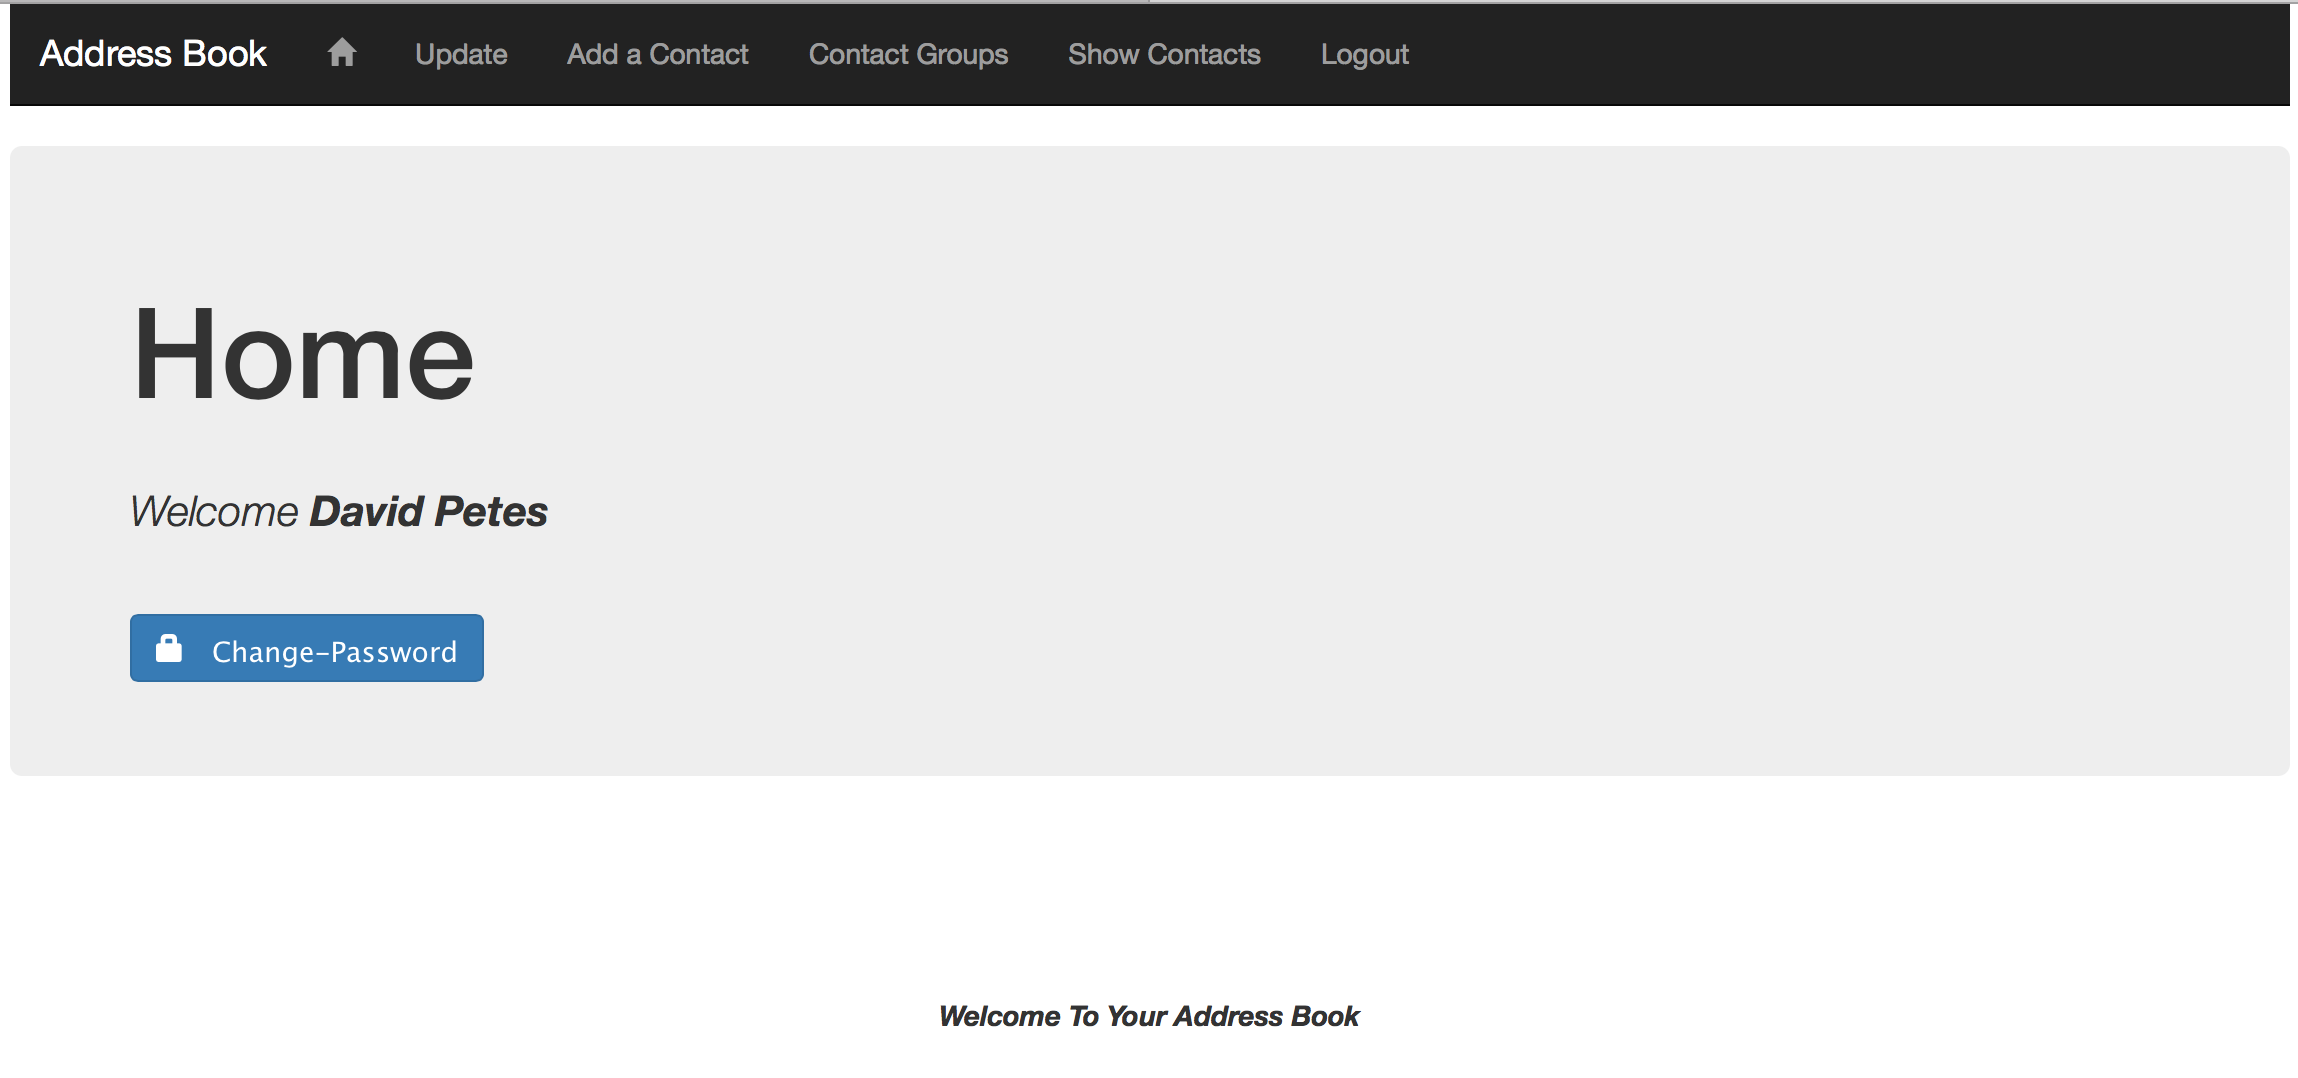 Address Book Update Add a Contact Contact Groups Show Contacts Logout
Home
Welcome David Petes
Change-Password
Welcome To Your Address Book